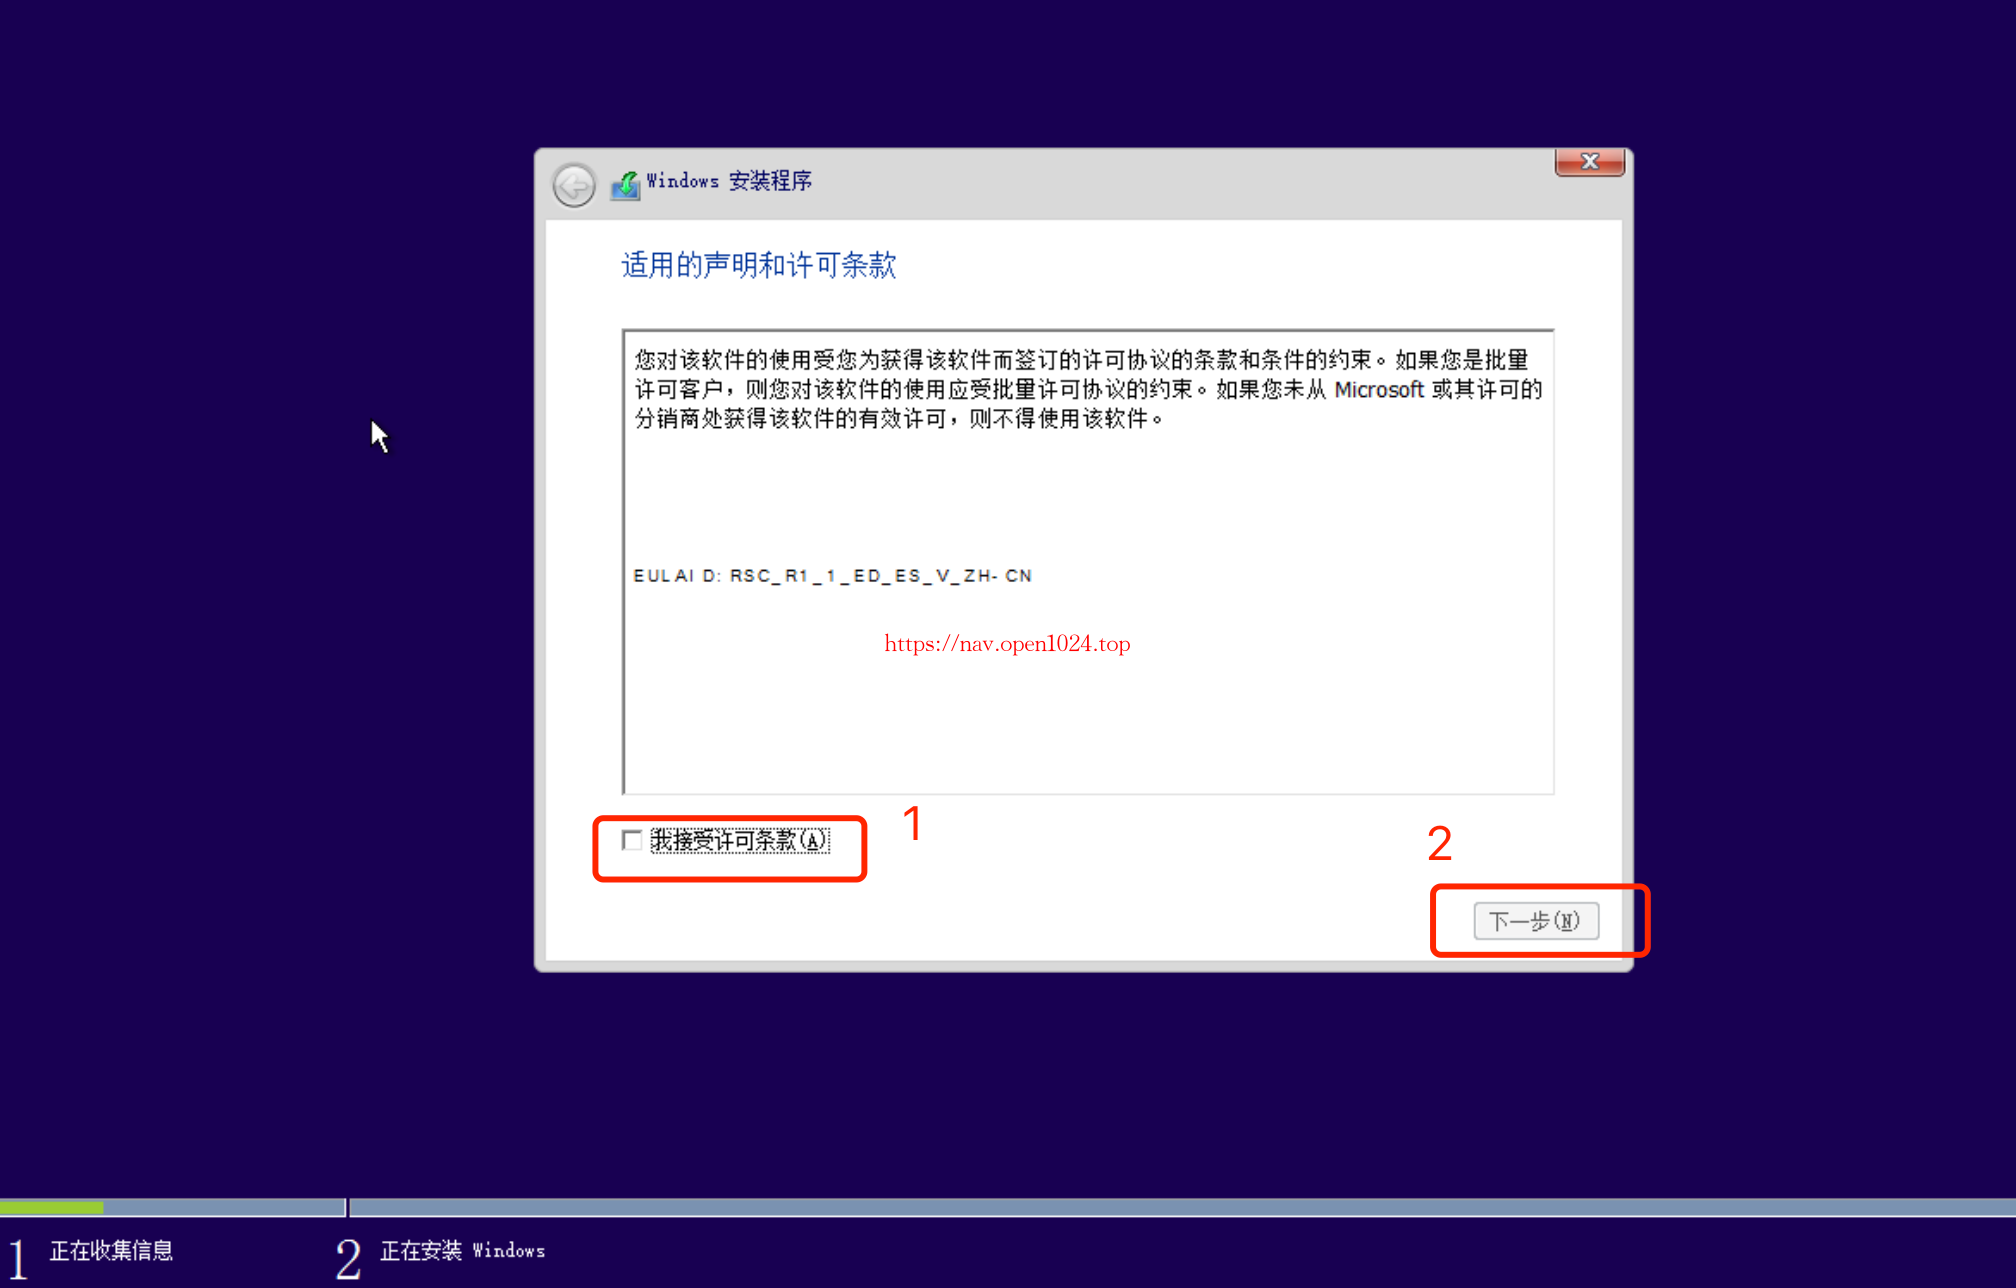 Windows 安装程序
适用的声明和许可条款
您对该软件的使用受您为获得该软件而签订的许可协议的条款和条件的约束。如果您是批量
许可客户，则您对该软件的使用应受批量许可协议的约束。如果您未从 Microsoft 或其许可的
分销商处获得该软件的有效许可，则不得使用该软件。
EULAI D: RSC_R1_1_ED_ES_V_ZH- CN
https://nav.open1024.top
我接受许可条款(A)
1
2
下一步(N)
1 正在收集信息
2 正在安装 Windows